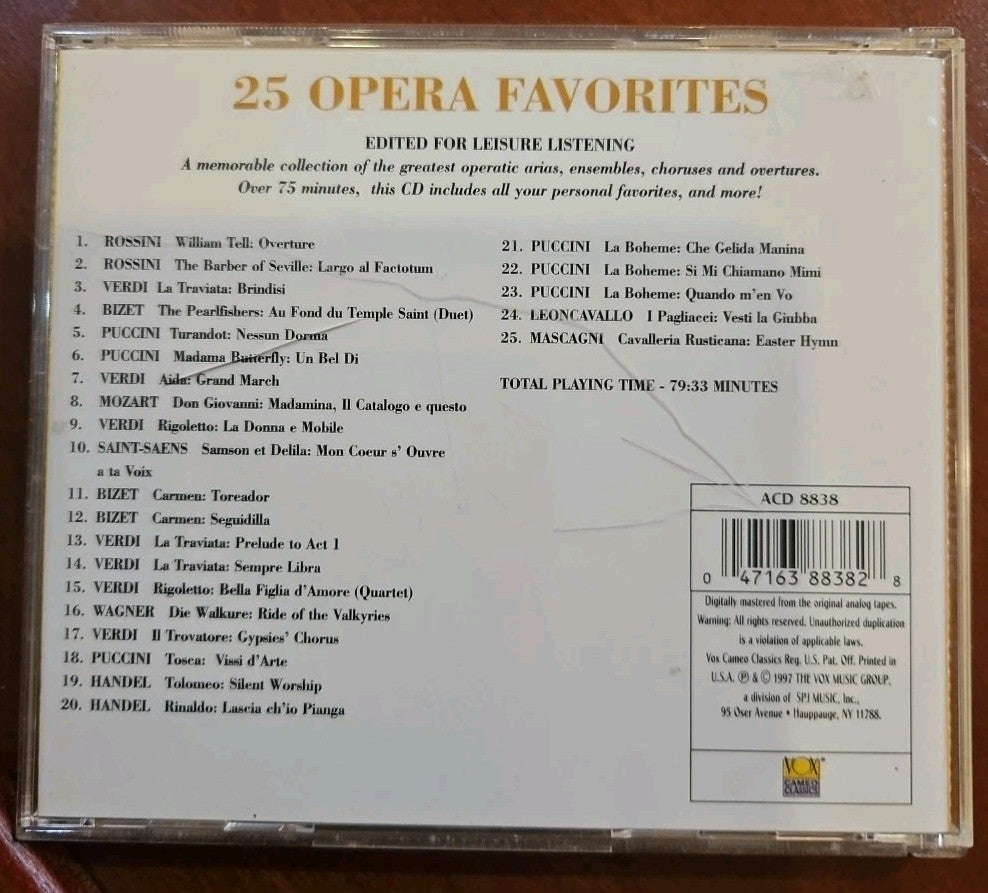 25 OPERA FAVORITES
EDITED FOR LEISURE LISTENING
A memorable collection of the greatest operatic arias, ensembles, choruses and overtures.
Over 75 minutes, this CD includes all your personal favorites, and more!
1. ROSSINI William Tell: Overture
2. ROSSINI The Barber of Seville: Largo al Factotum
3. VERDI La Traviata: Brindisi
4. BIZET The Pearlfishers: Au Fond du Temple Saint (Duet)
5. PUCCINI Turandot: Nessun Dorma
6. PUCCINI Madama Butterfly: Un Bel Di
7. VERDI Aida: Grand March
8. MOZART Don Giovanni: Madamina, Il Catalogo e questo
9. VERDI Rigoletto: La Donna e Mobile
10. SAINT-SAENS Samson et Delila: Mon Coeur s' Ouvre
a ta Voix
11. BIZET Carmen: Toreador
12. BIZET Carmen: Seguidilla
13. VERDI La Traviata: Prelude to Act 1
14. VERDI La Traviata: Sempre Libra
15. VERDI Rigoletto: Bella Figlia d'Amore (Quartet)
16. WAGNER Die Walkure: Ride of the Valkyries
17. VERDI Il Trovatore: Gypsies' Chorus
18. PUCCINI Tosca: Vissi d'Arte
19. HANDEL Tolomeo: Silent Worship
20. HANDEL Rinaldo: Lascia ch'io Pianga
21. PUCCINI La Boheme: Che Gelida Manina
22. PUCCINI La Boheme: Si Mi Chiamano Mimi
23. PUCCINI La Boheme: Quando m'en Vo
24. LEONCAVALLO I Pagliacci: Vesti la Giubba
25. MASCAGNI Cavalleria Rusticana: Easter Hymn
TOTAL PLAYING TIME - 79:33 MINUTES
ACD 8838
0 47163 88382 8
Digitally mastered from the original analog tapes.
Warning: All rights reserved. Unauthorized duplication
is a violation of applicable laws.
Vox Cameo Classics Reg. U.S. Pat. Off. Printed in
U.S.A. ℗ & © 1997 THE VOX MUSIC GROUP,
a division of SPJ MUSIC, Inc.,
95 Oser Avenue • Hauppauge, NY 11788.
VOX
CAMEO
CLASSICS